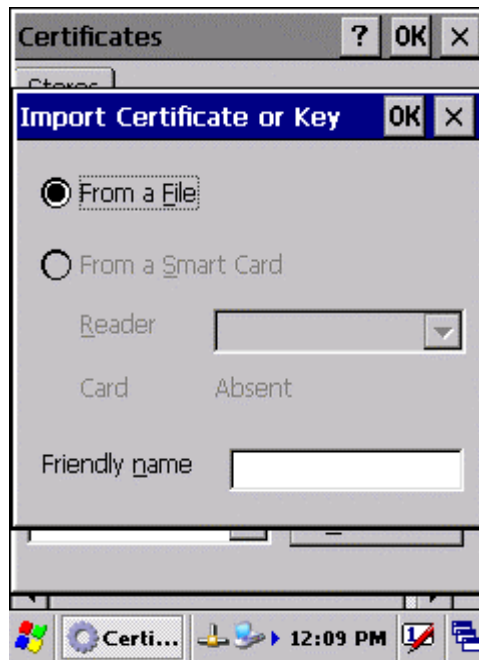 Certificates ? OK ×
Stores
Import Certificate or Key OK ×
From a File
From a Smart Card
Reader
Card Absent
Friendly name
Certi... 12:09 PM